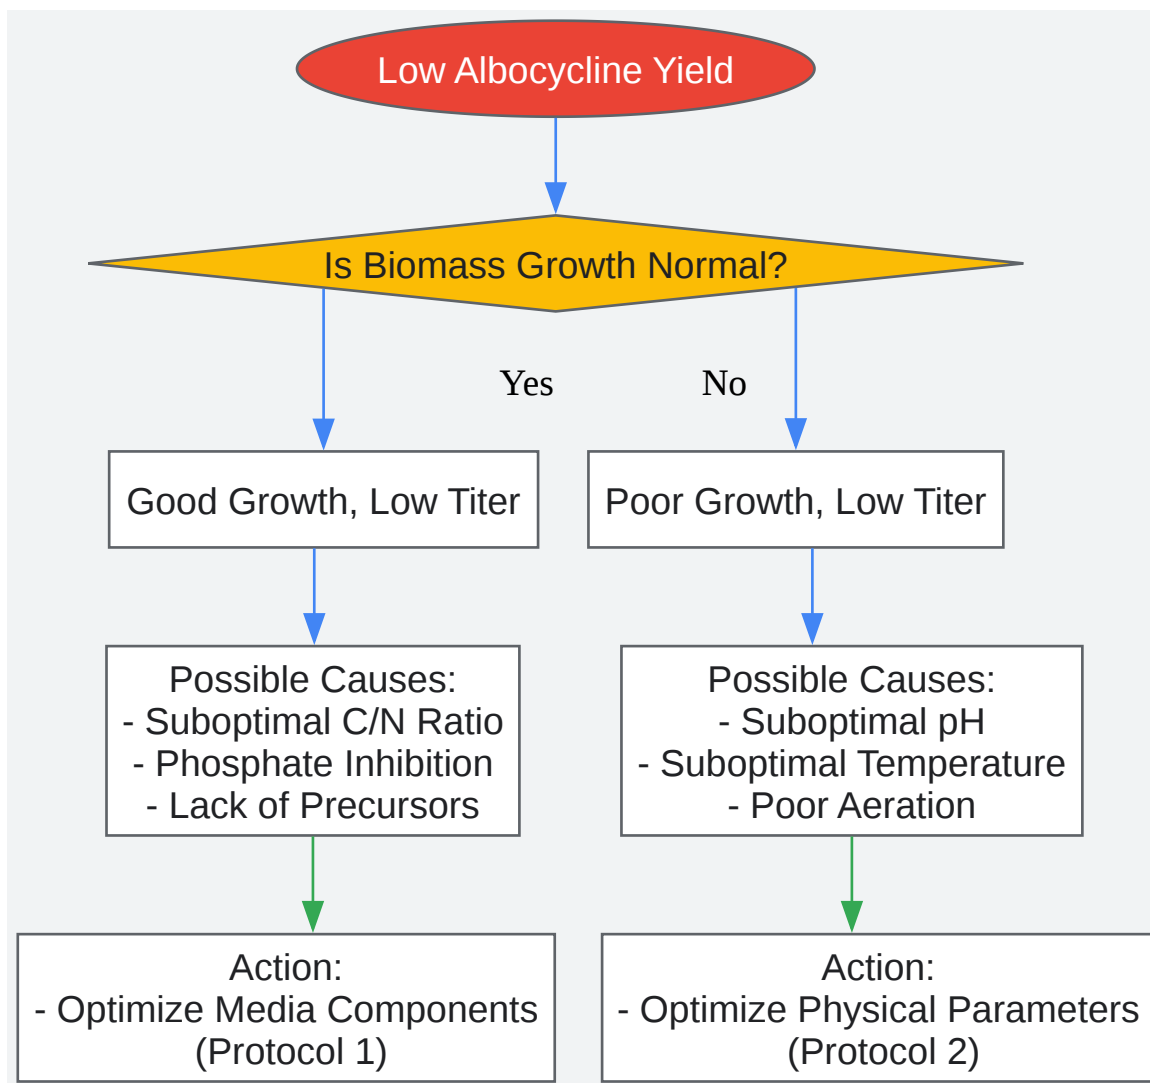 Low Albocycline Yield
Is Biomass Growth Normal?
Yes
No
Good Growth, Low Titer
Poor Growth, Low Titer
Possible Causes:
- Suboptimal C/N Ratio
- Phosphate Inhibition
- Lack of Precursors
Possible Causes:
- Suboptimal pH
- Suboptimal Temperature
- Poor Aeration
Action:
- Optimize Media Components
(Protocol 1)
Action:
- Optimize Physical Parameters
(Protocol 2)